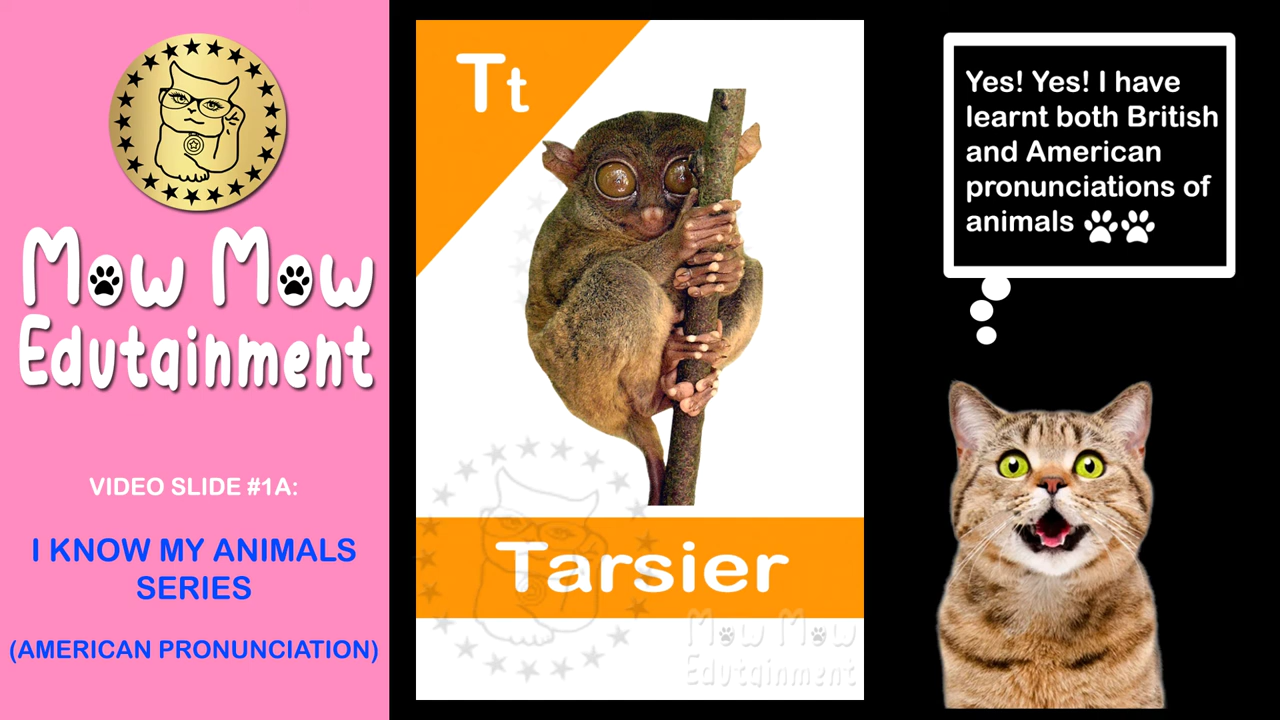 Mow Mow
Edutainment
VIDEO SLIDE #1A:
I KNOW MY ANIMALS
SERIES
(AMERICAN PRONUNCIATION)
Tt
Tarsier
Mow Mow
Edutainment
Yes! Yes! I have
learnt both British
and American
pronunciations of
animals